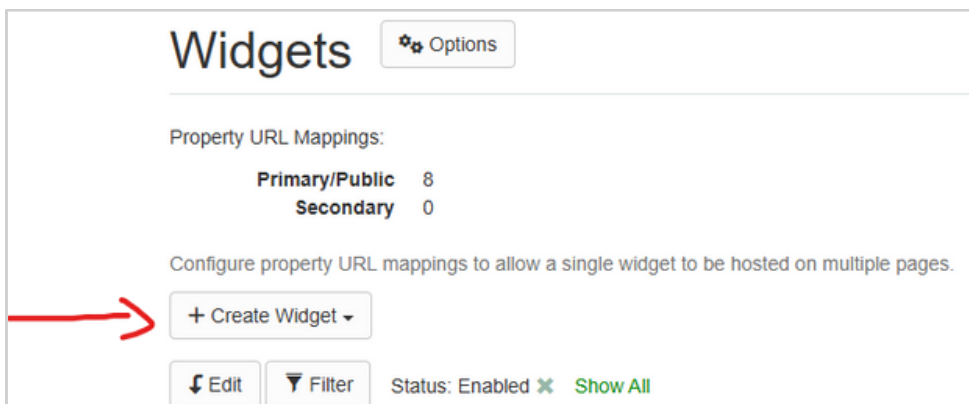 Widgets Options
Property URL Mappings:
Primary/Public 8
Secondary 0
Configure property URL mappings to allow a single widget to be hosted on multiple pages.
+ Create Widget
Edit Filter Status: Enabled Show All